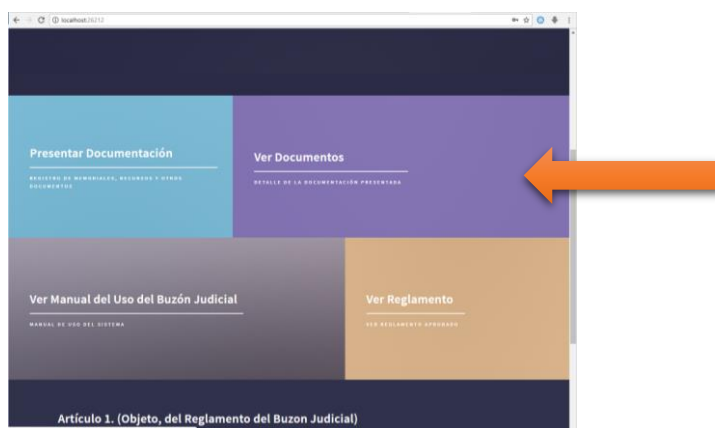 localhost:26212
Presentar Documentación
REGISTRO DE MEMORIALES, RECURSOS Y OTROS
DOCUMENTOS
Ver Documentos
DETALLE DE LA DOCUMENTACIÓN PRESENTADA
Ver Manual del Uso del Buzón Judicial
MANUAL DE USO DEL SISTEMA
Ver Reglamento
VER REGLAMENTO APROBADO
Artículo 1. (Objeto, del Reglamento del Buzon Judicial)